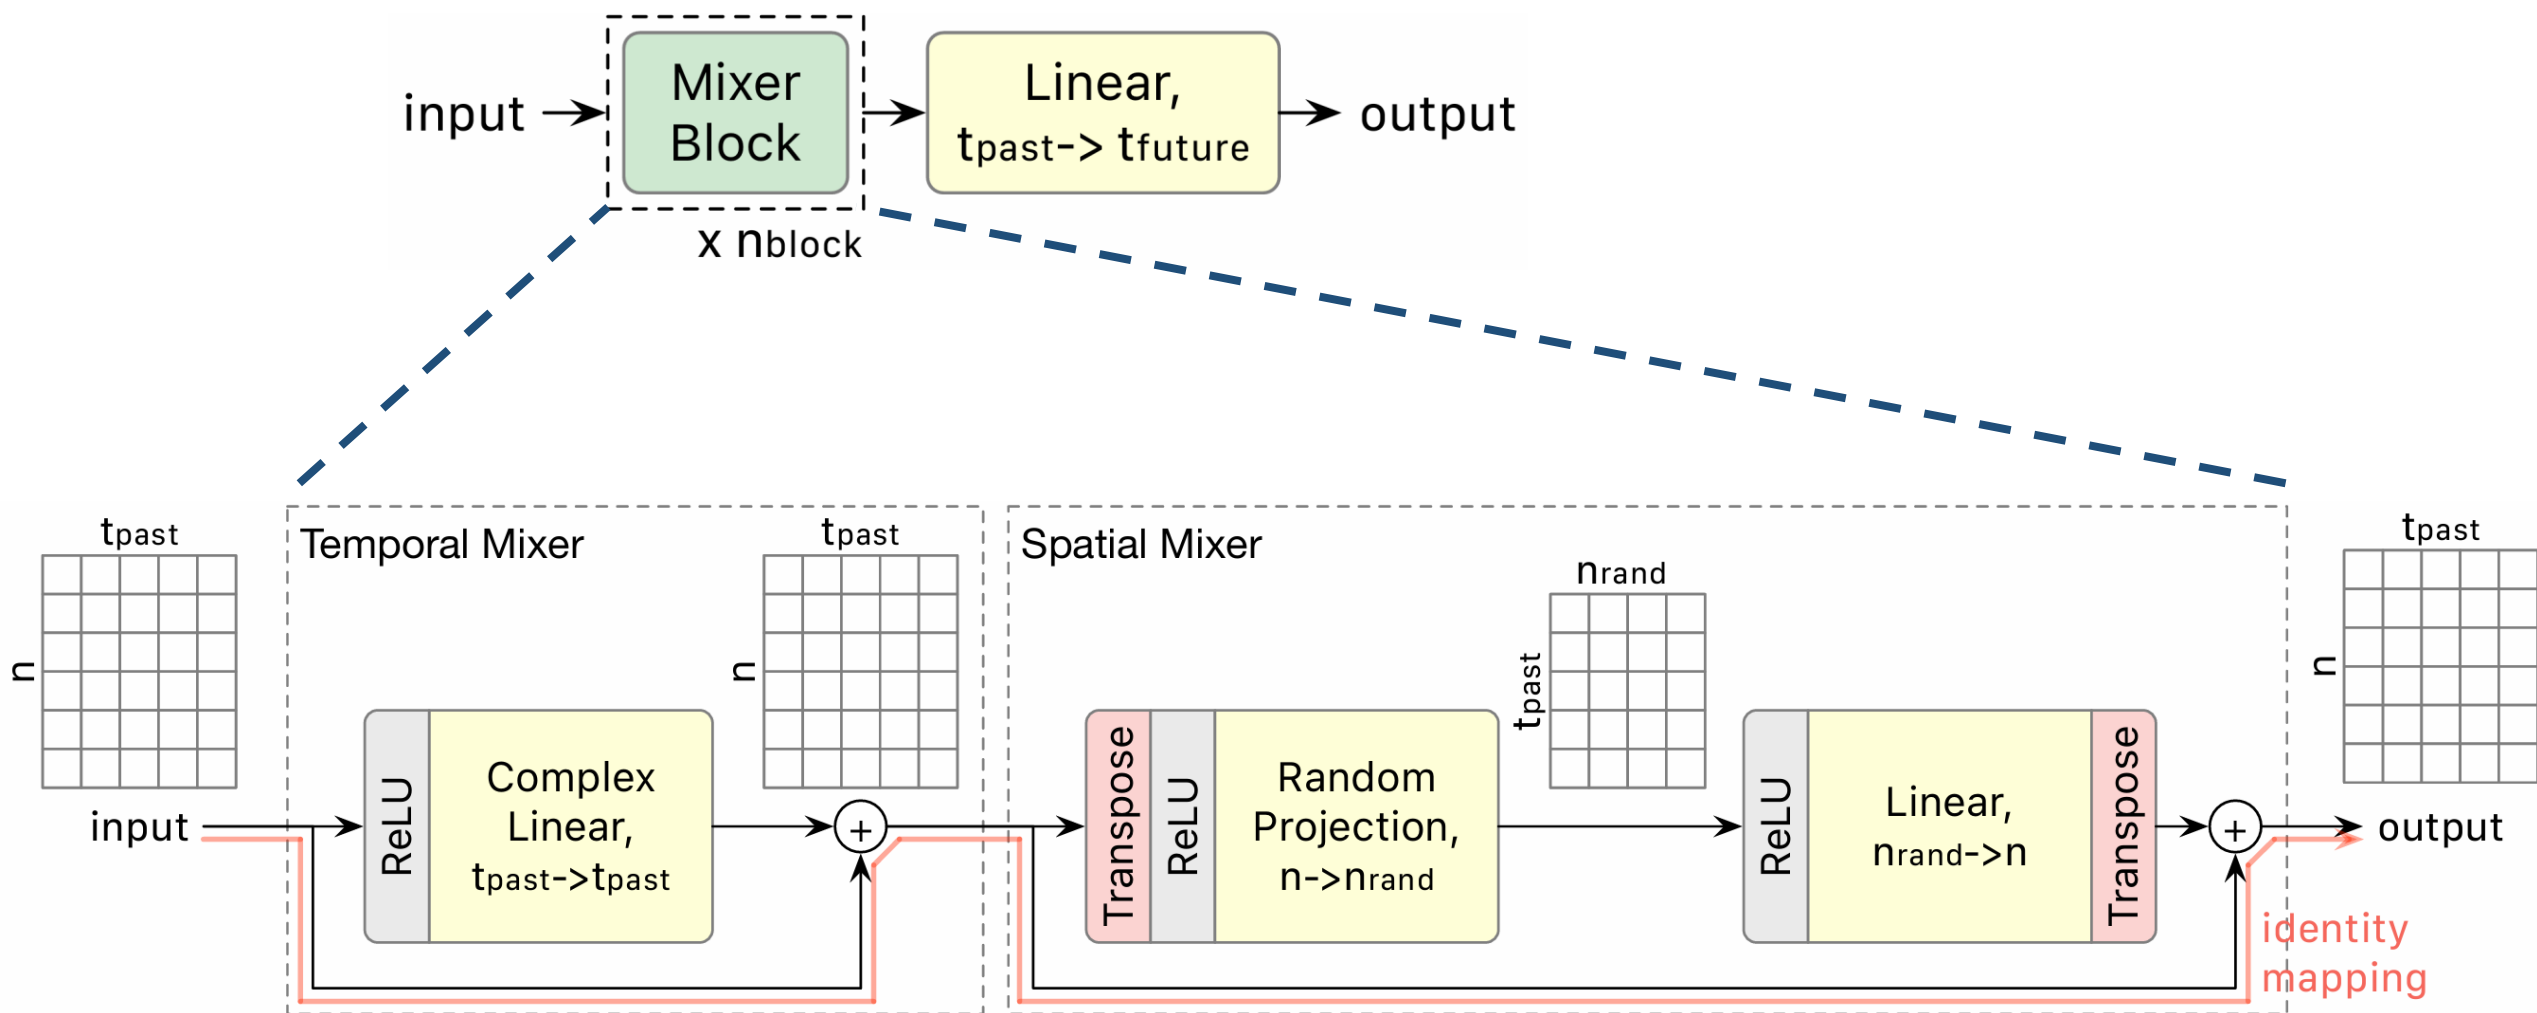 input
Mixer
Block
x nblock
Linear,
tpast-> tfuture
output
tpast
n
input
Temporal Mixer
ReLU
Complex
Linear,
tpast->tpast
tpast
n
+
Spatial Mixer
Transpose
ReLU
Random
Projection,
n->nrand
nrand
tpast
ReLU
Linear,
nrand->n
Transpose
+
tpast
n
output
identity
mapping